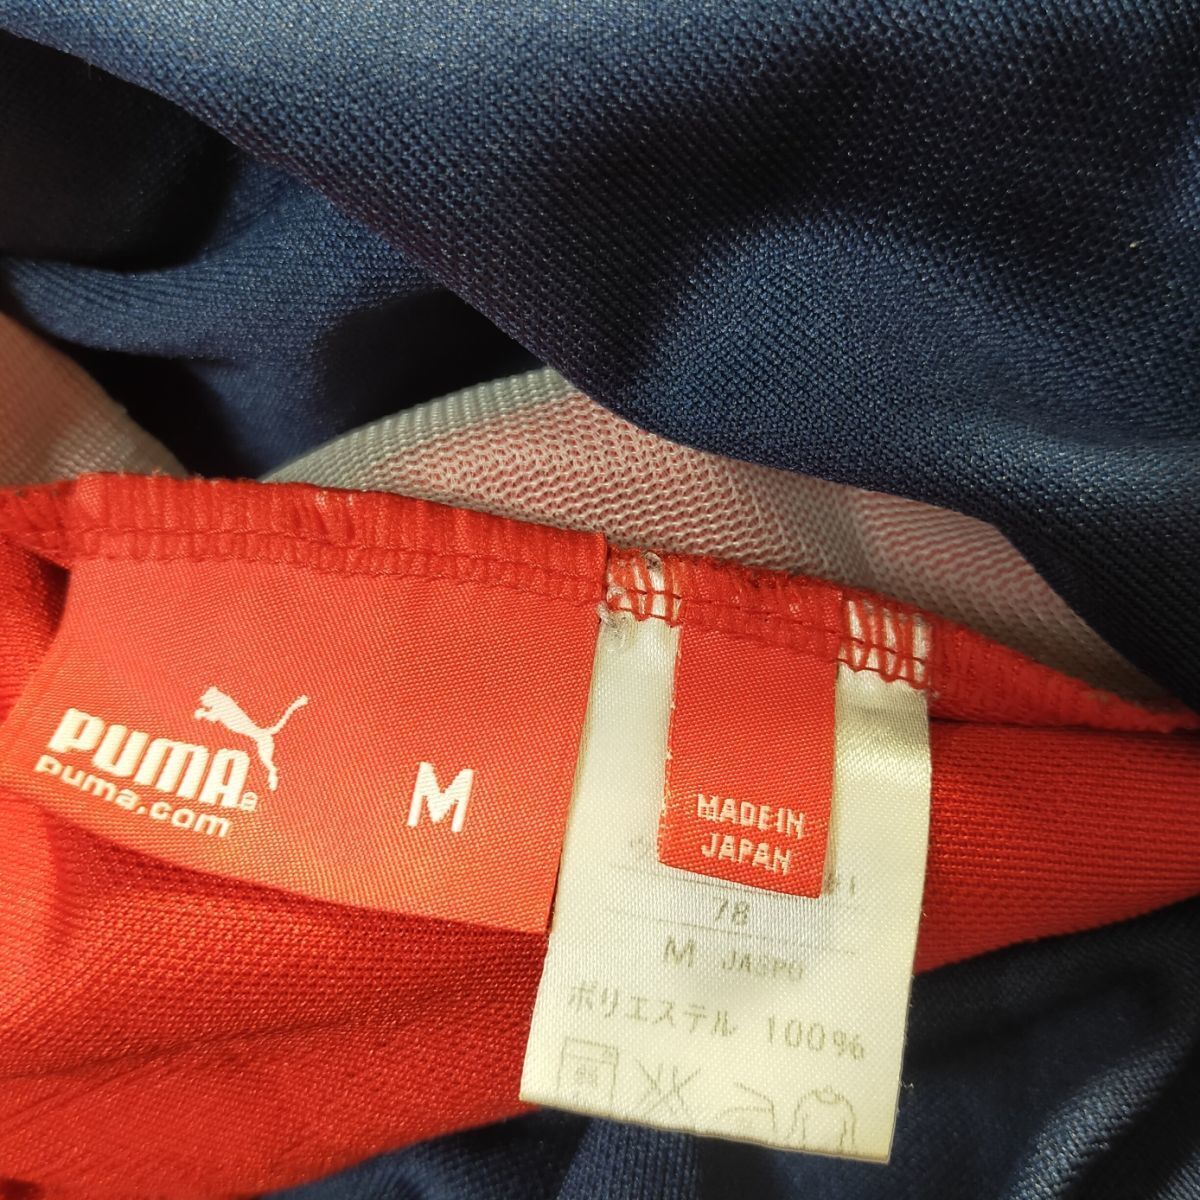 PUMA
puma.com
M
MADE IN
JAPAN
78
M JASPO
ポリエステル 100%